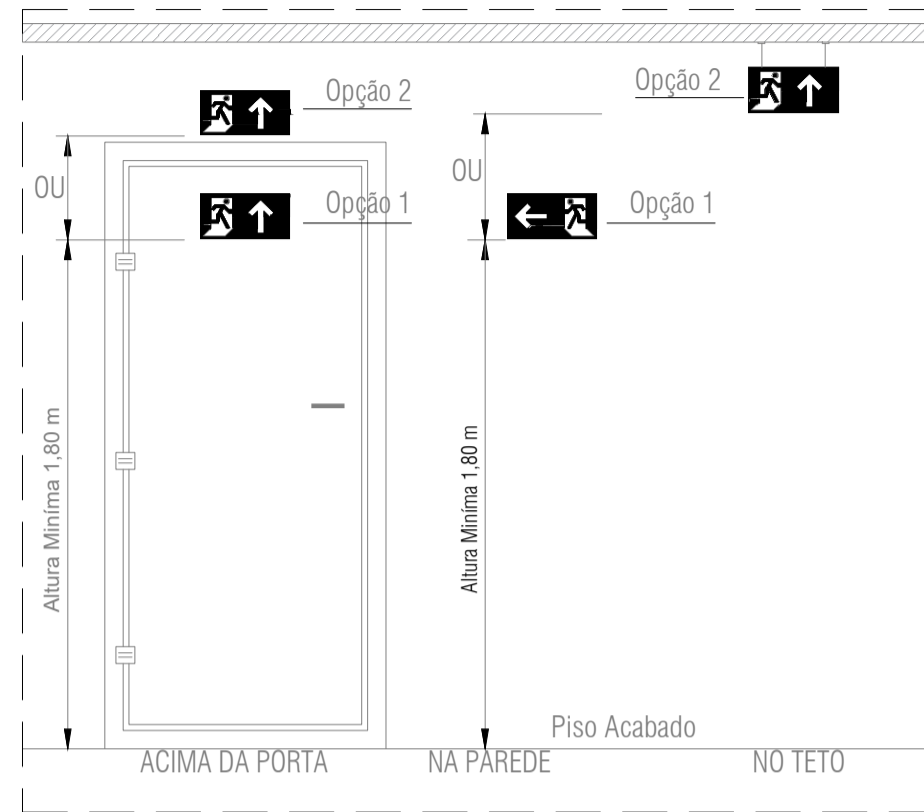 Opção 2
Opção 2
OU
OU
Opção 1
Opção 1
Altura Miníma 1,80 m
Altura Miníma 1,80 m
Piso Acabado
ACIMA DA PORTA
NA PAREDE
NO TETO